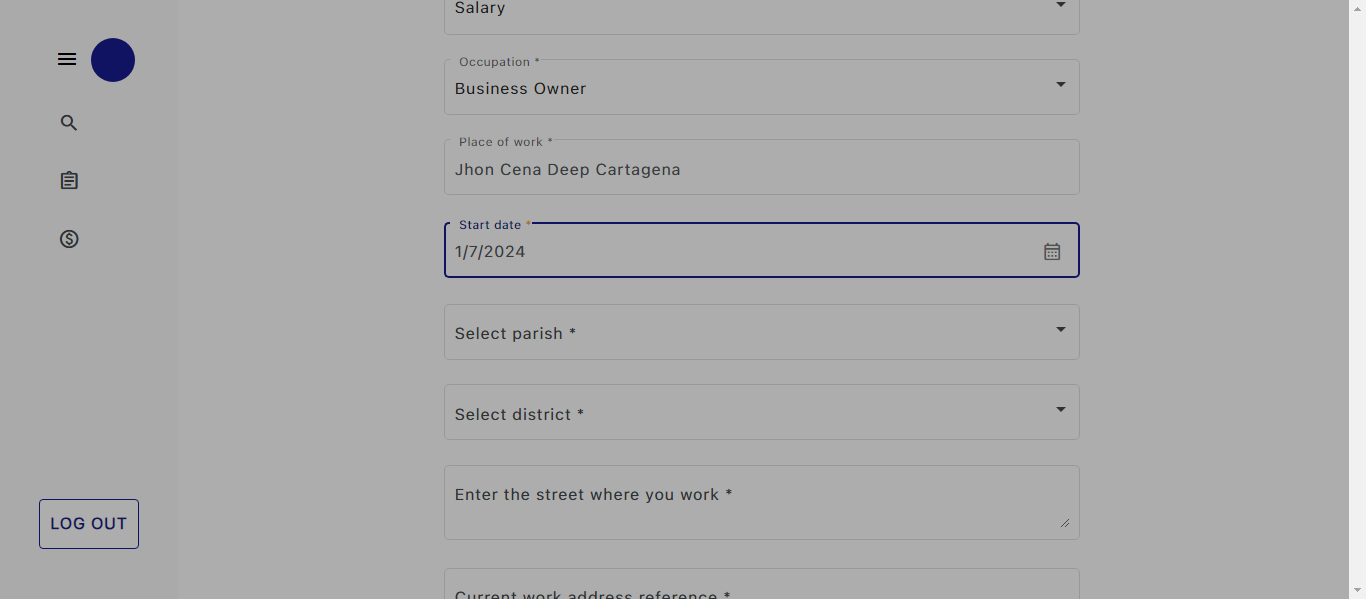 Salary
Occupation *
Business Owner
Place of work *
Jhon Cena Deep Cartagena
Start date *
1/7/2024
Select parish *
Select district *
Enter the street where you work *
LOG OUT
Current work address reference *